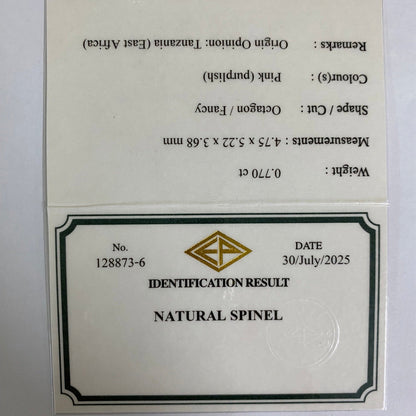 Weight : 0.770 ct
Measurements : 4.75 x 5.22 x 3.68 mm
Shape / Cut : Octagon / Fancy
Colour(s) : Pink (purplish)
Remarks : Origin Opinion: Tanzania (East Africa)
No. DATE
128873-6 30/July/2025
IDENTIFICATION RESULT
NATURAL SPINEL